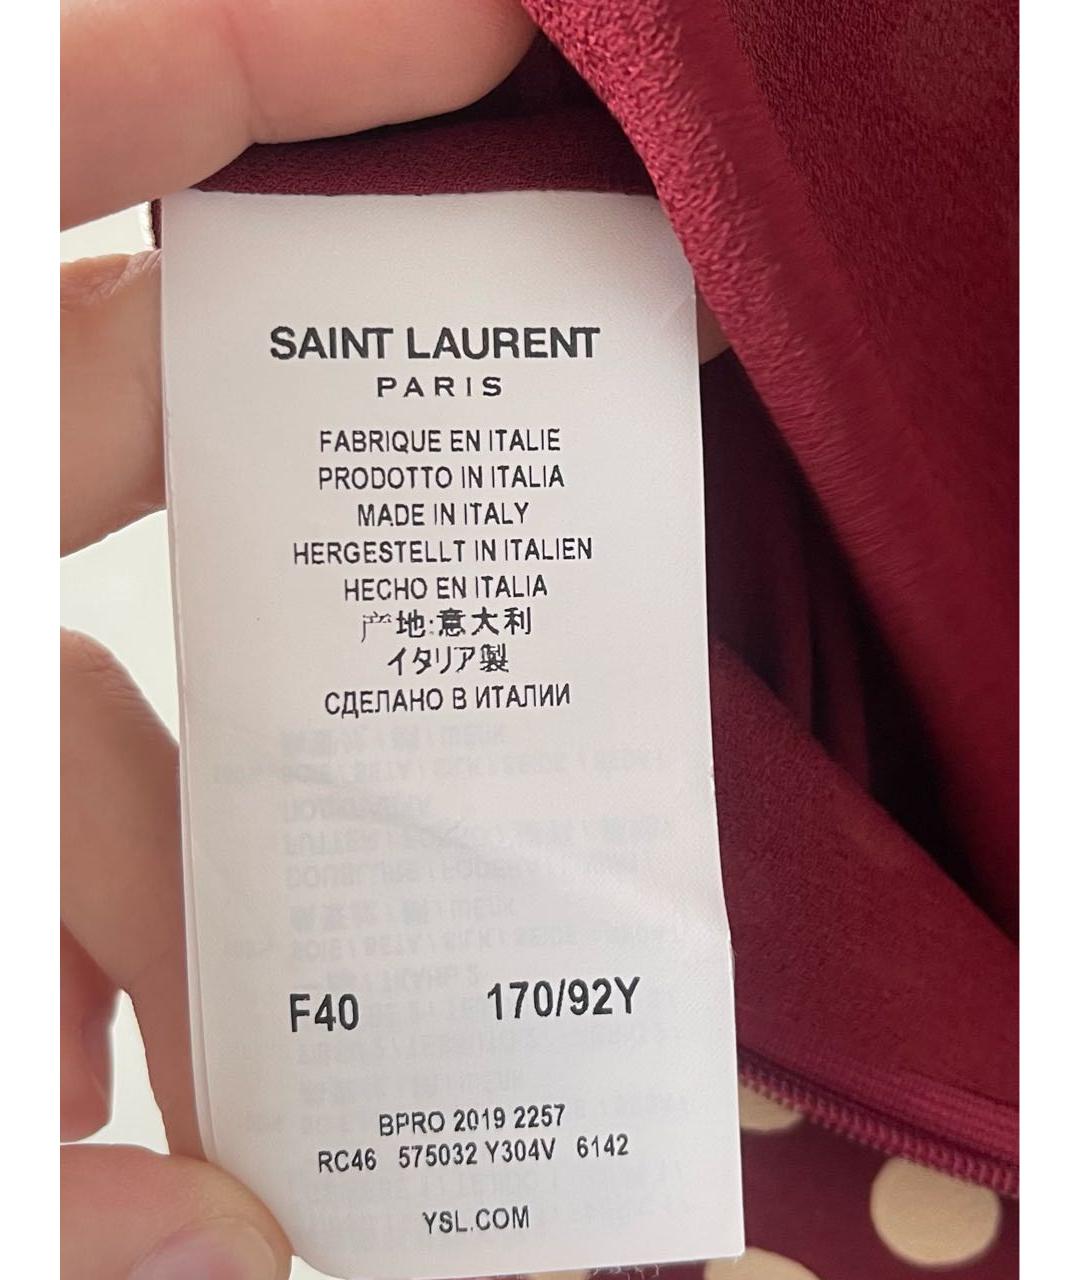 SAINT LAURENT
PARIS
FABRIQUE EN ITALIE
PRODOTTO IN ITALIA
MADE IN ITALY
HERGESTELLT IN ITALIEN
HECHO EN ITALIA
产地:意大利
イタリア製
СДЕЛАНО В ИТАЛИИ
F40 170/92Y
BPRO 2019 2257
RC46 575032 Y304V 6142
YSL.COM